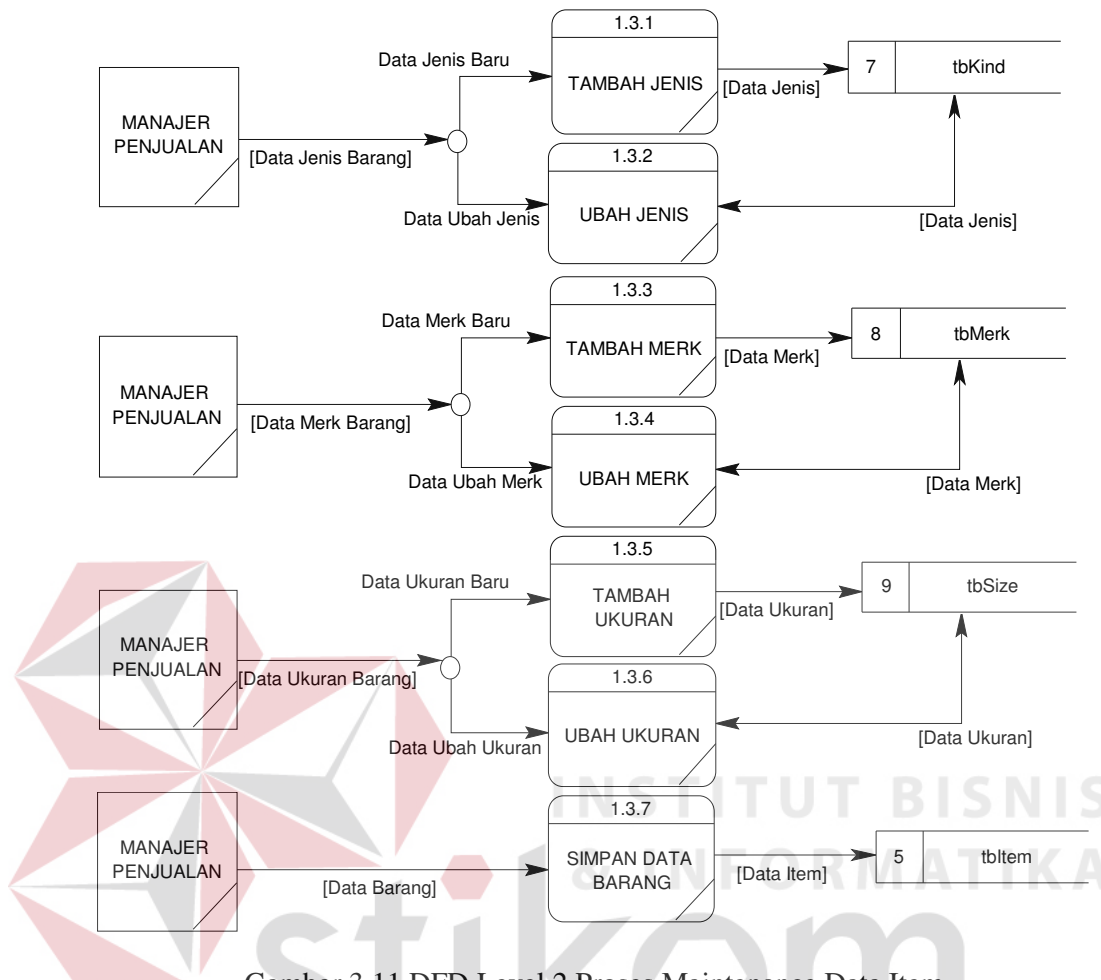 1.3.1
Data Jenis Baru
TAMBAH JENIS
[Data Jenis]
7
tbKind
MANAJER
PENJUALAN
[Data Jenis Barang]
1.3.2
Data Ubah Jenis
UBAH JENIS
[Data Jenis]
1.3.3
Data Merk Baru
TAMBAH MERK
[Data Merk]
8
tbMerk
MANAJER
PENJUALAN
[Data Merk Barang]
1.3.4
Data Ubah Merk
UBAH MERK
[Data Merk]
1.3.5
Data Ukuran Baru
TAMBAH
UKURAN
[Data Ukuran]
9
tbSize
MANAJER
PENJUALAN
[Data Ukuran Barang]
1.3.6
Data Ubah Ukuran
UBAH UKURAN
[Data Ukuran]
INSTITUT BISNIS
& INFORMATIKA
stikom
1.3.7
MANAJER
PENJUALAN
[Data Barang]
SIMPAN DATA
BARANG
[Data Item]
5
tbItem
Gambar 3.11 DFD Level 2 Proses Maintenance Data Item